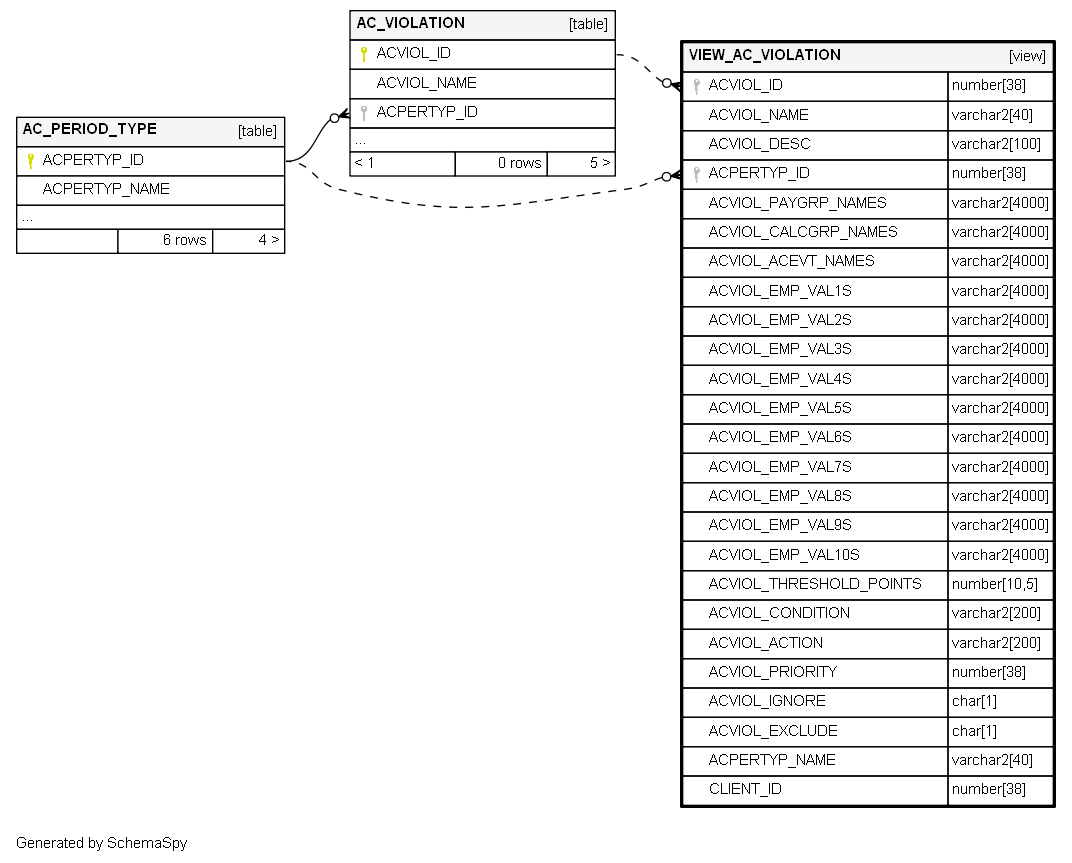 AC_VIOLATION [table]
ACVIOL_ID
ACVIOL_NAME
ACPERTYP_ID
...
< 1 0 rows 5 >
AC_PERIOD_TYPE [table]
ACPERTYP_ID
ACPERTYP_NAME
...
6 rows 4 >
VIEW_AC_VIOLATION [view]
ACVIOL_ID number[38]
ACVIOL_NAME varchar2[40]
ACVIOL_DESC varchar2[100]
ACPERTYP_ID number[38]
ACVIOL_PAYGRP_NAMES varchar2[4000]
ACVIOL_CALCGRP_NAMES varchar2[4000]
ACVIOL_ACEVT_NAMES varchar2[4000]
ACVIOL_EMP_VAL1S varchar2[4000]
ACVIOL_EMP_VAL2S varchar2[4000]
ACVIOL_EMP_VAL3S varchar2[4000]
ACVIOL_EMP_VAL4S varchar2[4000]
ACVIOL_EMP_VAL5S varchar2[4000]
ACVIOL_EMP_VAL6S varchar2[4000]
ACVIOL_EMP_VAL7S varchar2[4000]
ACVIOL_EMP_VAL8S varchar2[4000]
ACVIOL_EMP_VAL9S varchar2[4000]
ACVIOL_EMP_VAL10S varchar2[4000]
ACVIOL_THRESHOLD_POINTS number[10,5]
ACVIOL_CONDITION varchar2[200]
ACVIOL_ACTION varchar2[200]
ACVIOL_PRIORITY number[38]
ACVIOL_IGNORE char[1]
ACVIOL_EXCLUDE char[1]
ACPERTYP_NAME varchar2[40]
CLIENT_ID number[38]
Generated by SchemaSpy